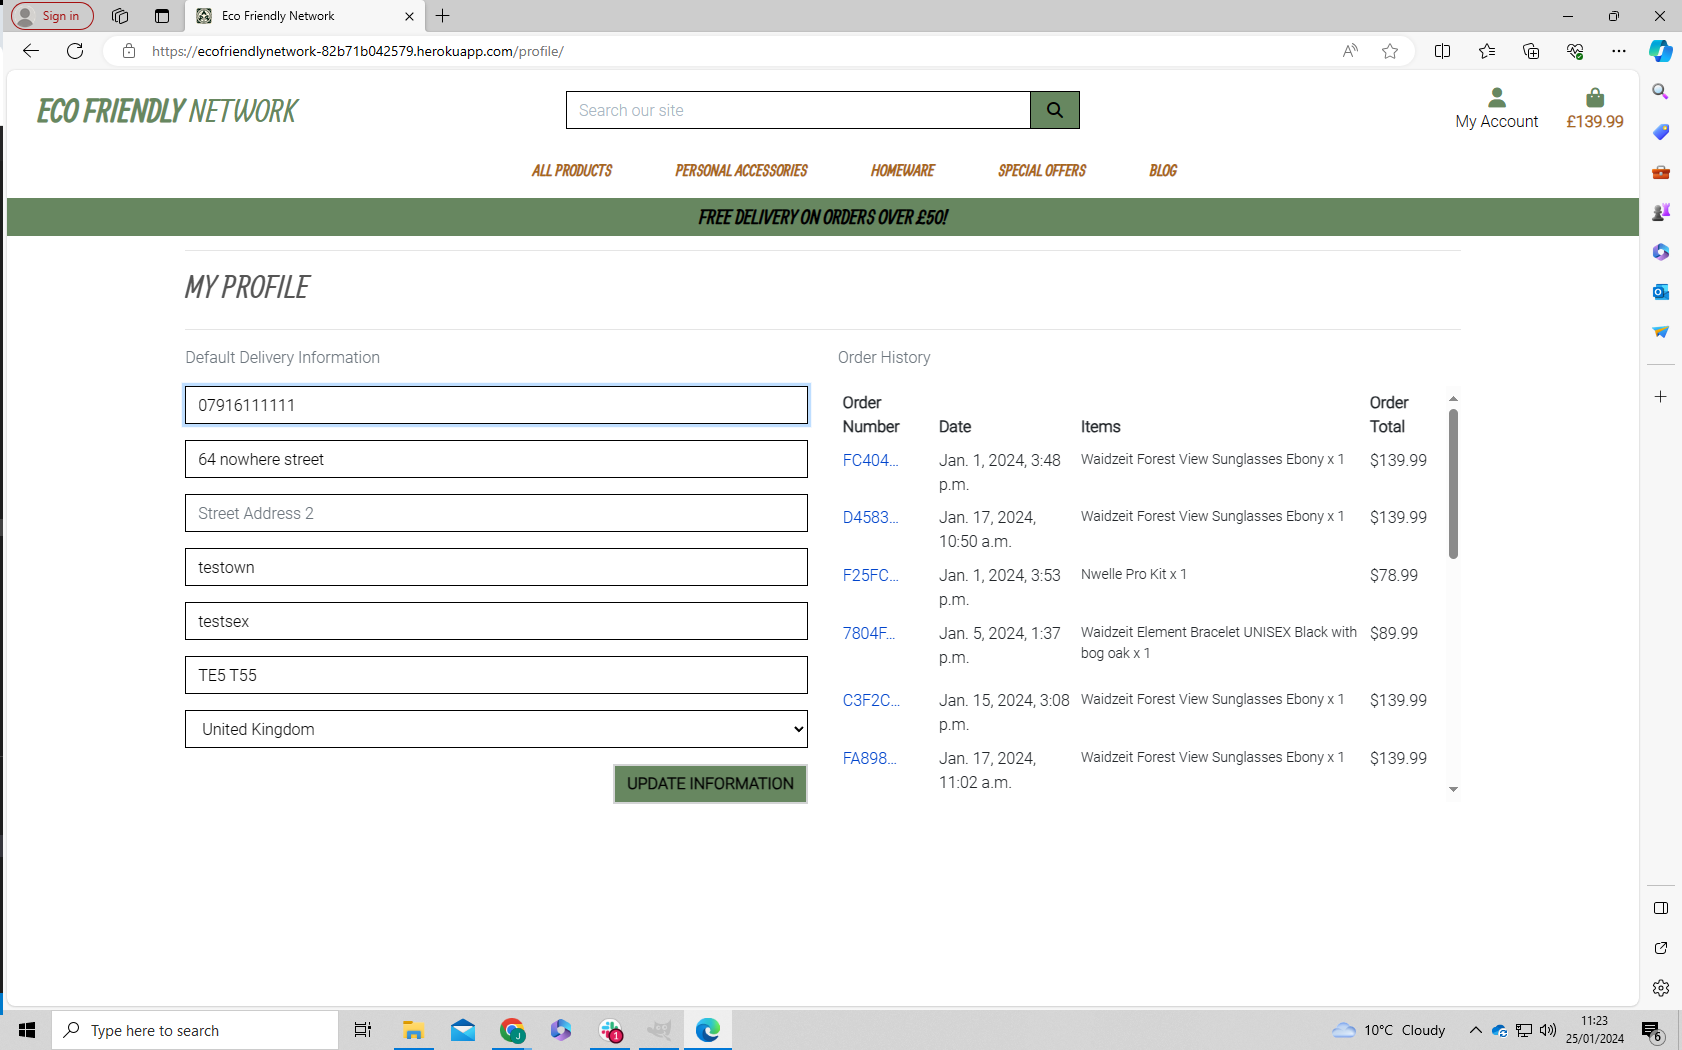 Sign in
Eco Friendly Network
https://ecofriendlynetwork-82b71b042579.herokuapp.com/profile/
ECO FRIENDLY NETWORK
Search our site
My Account
£139.99
ALL PRODUCTS PERSONAL ACCESSORIES HOMEWARE SPECIAL OFFERS BLOG
FREE DELIVERY ON ORDERS OVER £50!
MY PROFILE
Default Delivery Information
07916111111
64 nowhere street
Street Address 2
testown
testsex
TE5 T55
United Kingdom
UPDATE INFORMATION
Order History
Order Number Date Items Order Total
FC404... Jan. 1, 2024, 3:48 p.m. Waidzeit Forest View Sunglasses Ebony x 1 $139.99
D4583... Jan. 17, 2024, 10:50 a.m. Waidzeit Forest View Sunglasses Ebony x 1 $139.99
F25FC... Jan. 1, 2024, 3:53 p.m. Nwelle Pro Kit x 1 $78.99
7804F... Jan. 5, 2024, 1:37 p.m. Waidzeit Element Bracelet UNISEX Black with bog oak x 1 $89.99
C3F2C... Jan. 15, 2024, 3:08 p.m. Waidzeit Forest View Sunglasses Ebony x 1 $139.99
FA898... Jan. 17, 2024, 11:02 a.m. Waidzeit Forest View Sunglasses Ebony x 1 $139.99
Type here to search
1
10°C Cloudy
11:23
25/01/2024
6